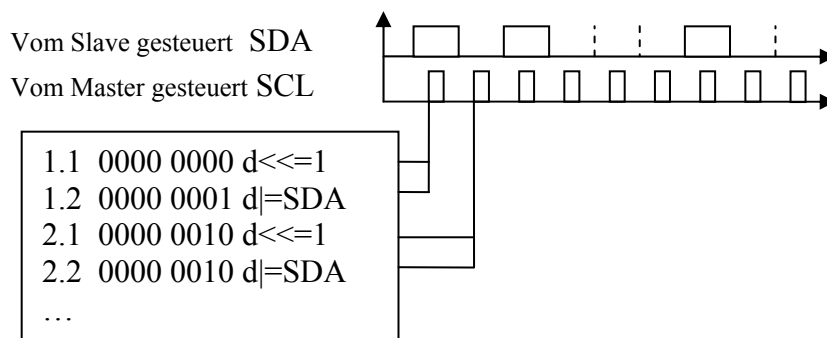 Vom Slave gesteuert SDA
Vom Master gesteuert SCL
1.1 0000 0000 d<<=1
1.2 0000 0001 d|=SDA
2.1 0000 0010 d<<=1
2.2 0000 0010 d|=SDA
…